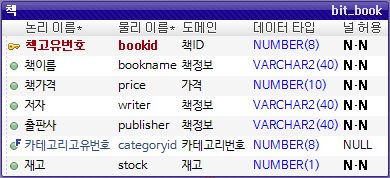 책 bit_book
논리 이름* 물리 이름* 도메인 데이터 타입 널 허용
책고유번호 bookid 책ID NUMBER(8) N·N
책이름 bookname 책정보 VARCHAR2(40) N·N
책가격 price 가격 NUMBER(10) N·N
저자 writer 책정보 VARCHAR2(40) N·N
출판사 publisher 책정보 VARCHAR2(40) N·N
F 카테고리고유번호 categoryid 카테고리번호 NUMBER(8) NULL
재고 stock 재고 NUMBER(1) N·N